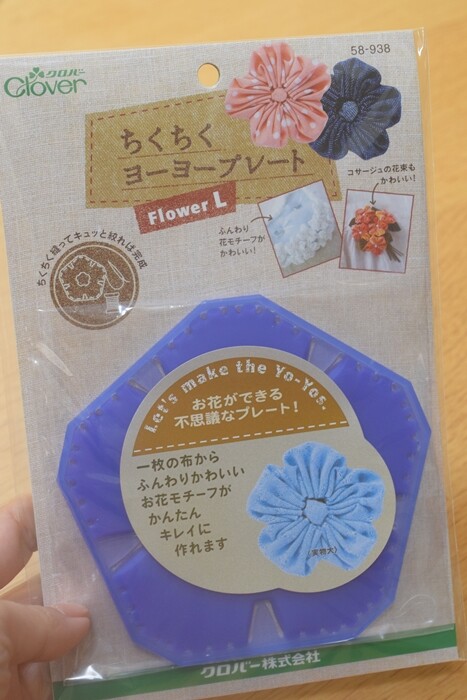 58-938
クロバー
Clover
ちくちく
ヨーヨープレート
Flower L
コサージュの花束も
かわいい!
ふんわり
花モチーフが
かわいい!
ちくちく縫ってキュッと絞れば完成
Let's make the Yo-Yos.
お花ができる
不思議なプレート!
一枚の布から
ふんわりかわいい
お花モチーフが
かんたん
キレイに
作れます
(実物大)
クロバー株式会社